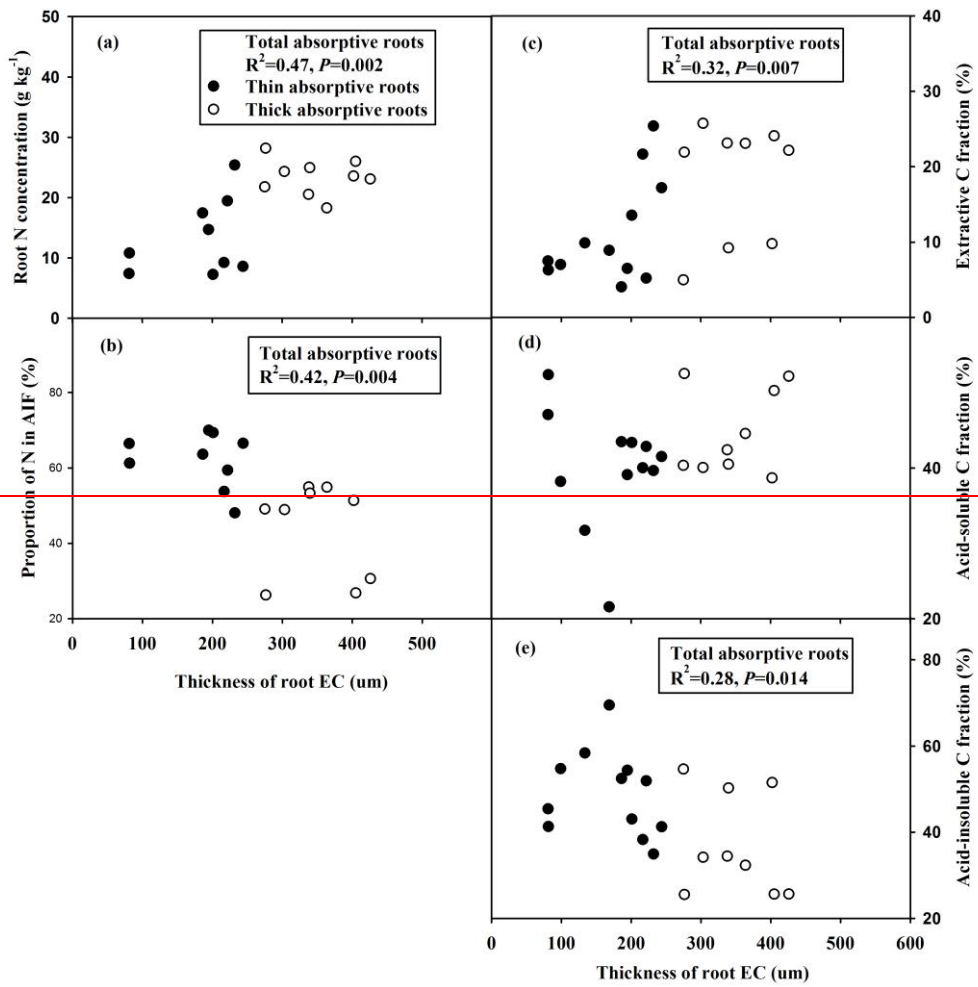 (a)
Total absorptive roots
R²=0.47, P=0.002
Thin absorptive roots
Thick absorptive roots
Root N concentration (g kg⁻¹)
50
40
30
20
10
0
(c)
Total absorptive roots
R²=0.32, P=0.007
Extractive C fraction (%)
40
30
20
10
0
(b)
Total absorptive roots
R²=0.42, P=0.004
Proportion of N in AIF (%)
80
60
40
20
0 100 200 300 400 500
Thickness of root EC (um)
(d)
Acid-soluble C fraction (%)
40
20
(e)
Total absorptive roots
R²=0.28, P=0.014
Acid-insoluble C fraction (%)
80
60
40
20
0 100 200 300 400 500 600
Thickness of root EC (um)